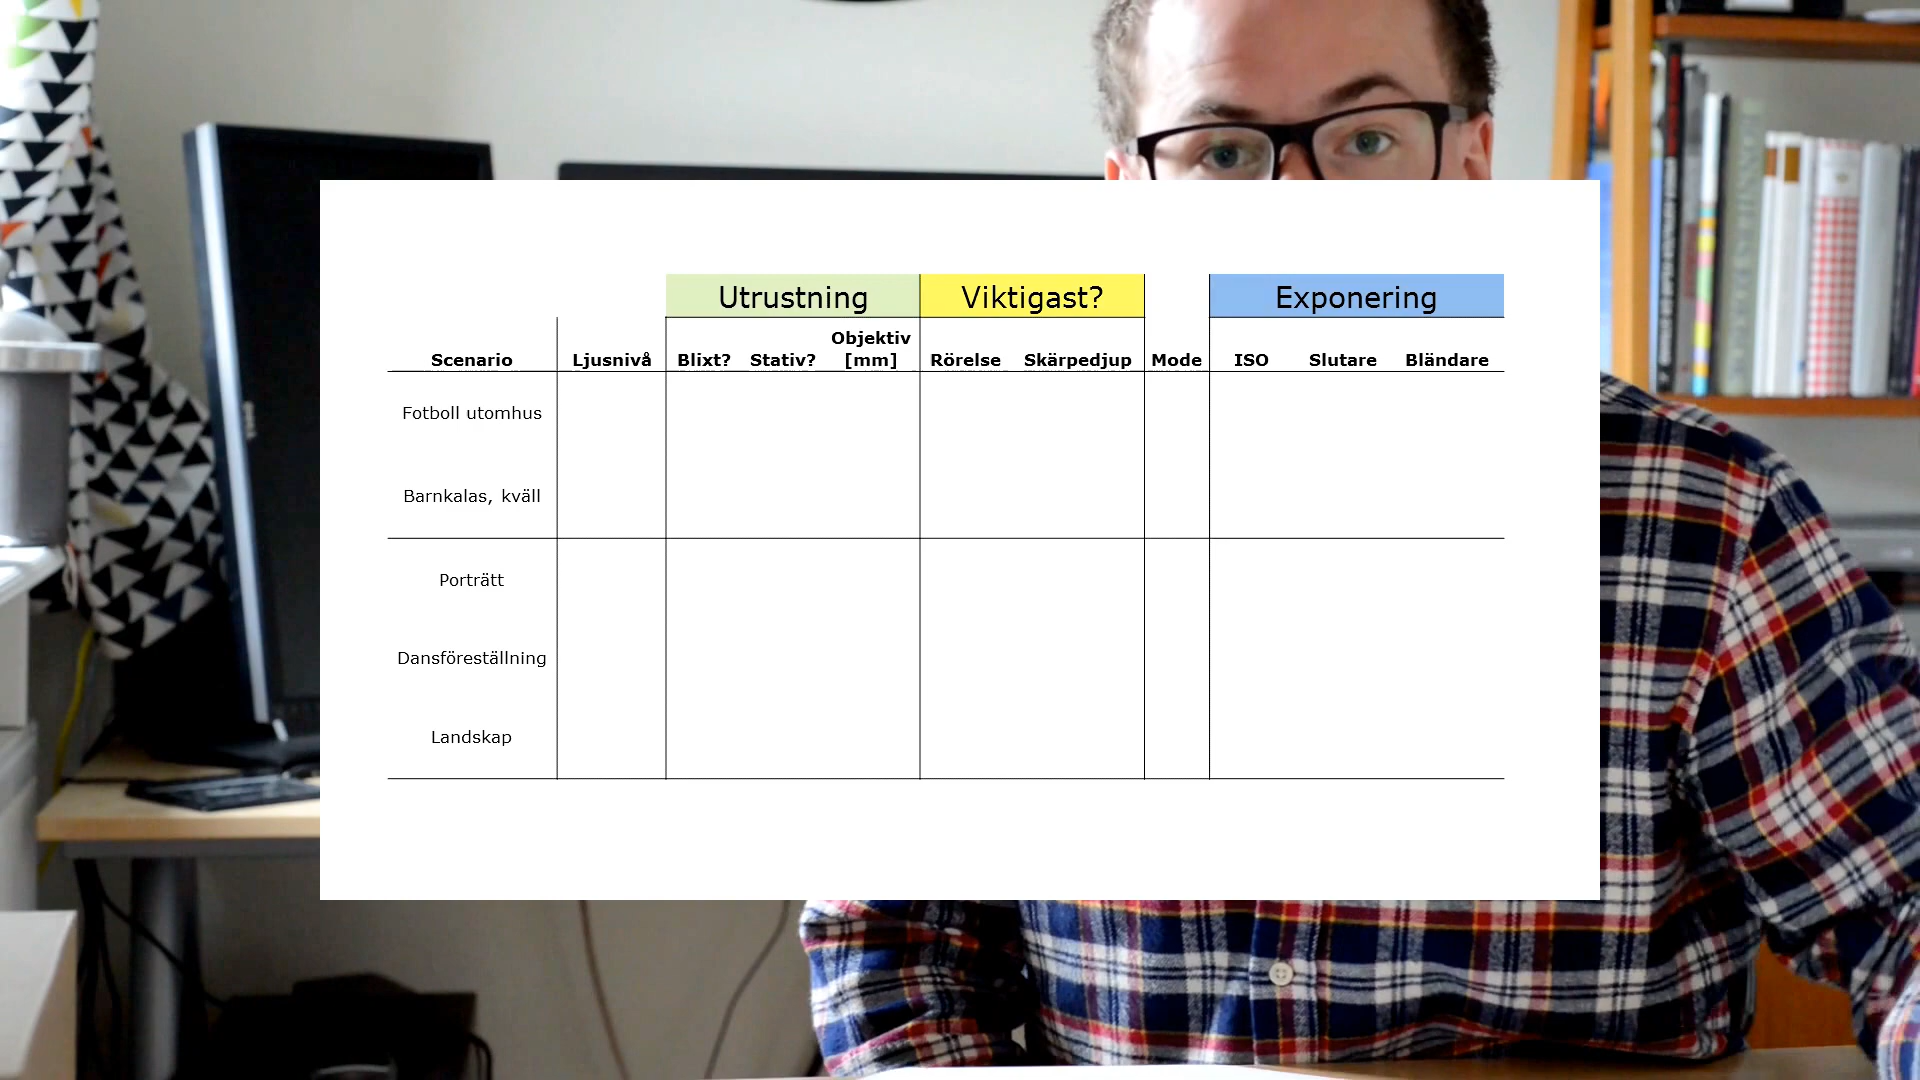 Utrustning Viktigast? Exponering
Scenario Ljusnivå Blixt? Stativ? Objektiv [mm] Rörelse Skärpedjup Mode ISO Slutare Bländare
Fotboll utomhus
Barnkalas, kväll
Porträtt
Dansföreställning
Landskap